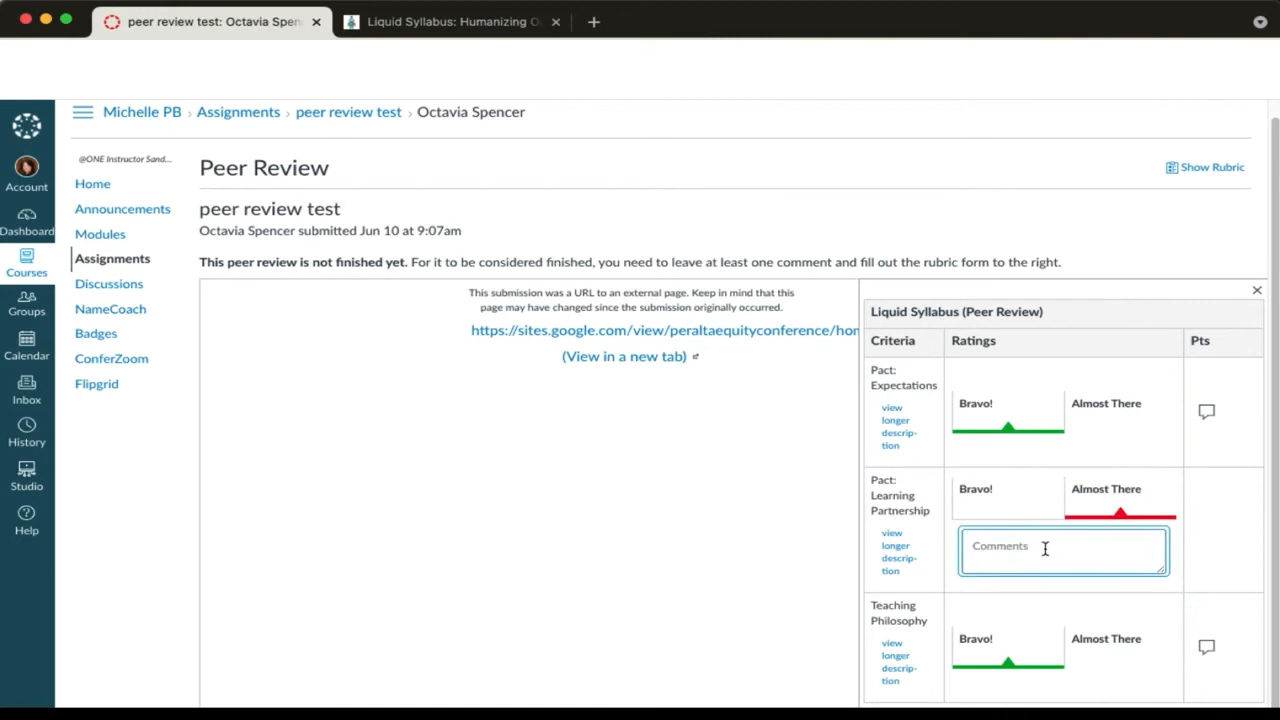 peer review test: Octavia Spen
Liquid Syllabus: Humanizing O
Michelle PB › Assignments › peer review test › Octavia Spencer
Account
Dashboard
Courses
Groups
Calendar
Inbox
History
Studio
Help
@ONE Instructor Sand...
Home
Announcements
Modules
Assignments
Discussions
NameCoach
Badges
ConferZoom
Flipgrid
Peer Review
Show Rubric
peer review test
Octavia Spencer submitted Jun 10 at 9:07am
This peer review is not finished yet. For it to be considered finished, you need to leave at least one comment and fill out the rubric form to the right.
This submission was a URL to an external page. Keep in mind that this
page may have changed since the submission originally occurred.
https://sites.google.com/view/peraltaequityconference/hom
(View in a new tab)
Liquid Syllabus (Peer Review)
Criteria Ratings Pts
Pact:
Expectations
view
longer
descrip-
tion
Bravo! Almost There
Pact:
Learning
Partnership
view
longer
descrip-
tion
Bravo! Almost There
Comments
Teaching
Philosophy
view
longer
descrip-
tion
Bravo! Almost There